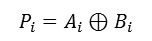 Pᵢ = Aᵢ ⊕ Bᵢ